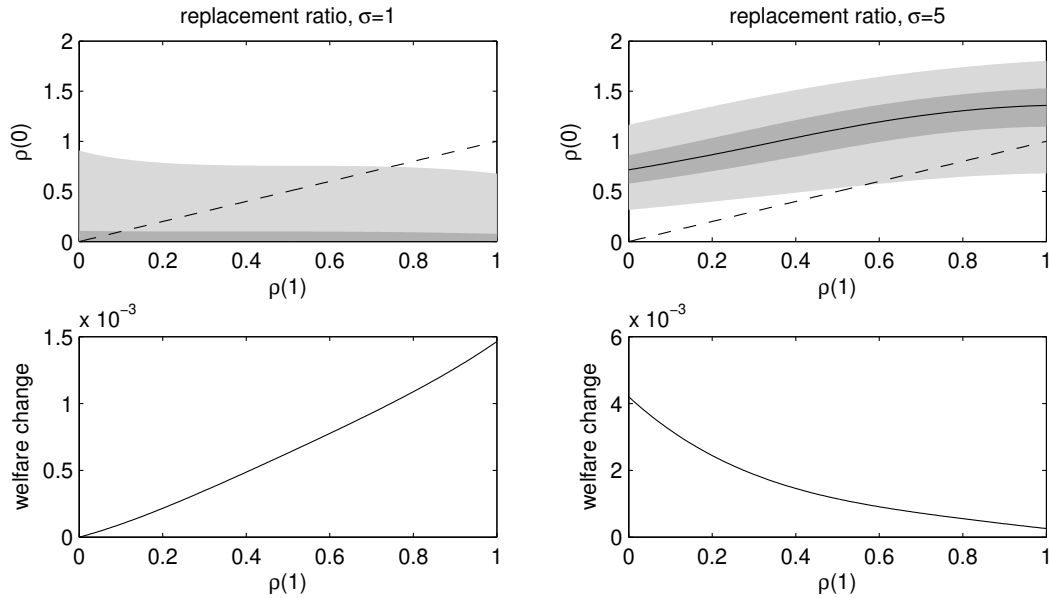 replacement ratio, σ=1
2
1.5
1
0.5
0
ρ(0)
0 0.2 0.4 0.6 0.8 1
ρ(1)
replacement ratio, σ=5
2
1.5
1
0.5
0
ρ(0)
0 0.2 0.4 0.6 0.8 1
ρ(1)
x 10⁻³
1.5
1
0.5
0
welfare change
0 0.2 0.4 0.6 0.8 1
ρ(1)
x 10⁻³
6
4
2
0
welfare change
0 0.2 0.4 0.6 0.8 1
ρ(1)